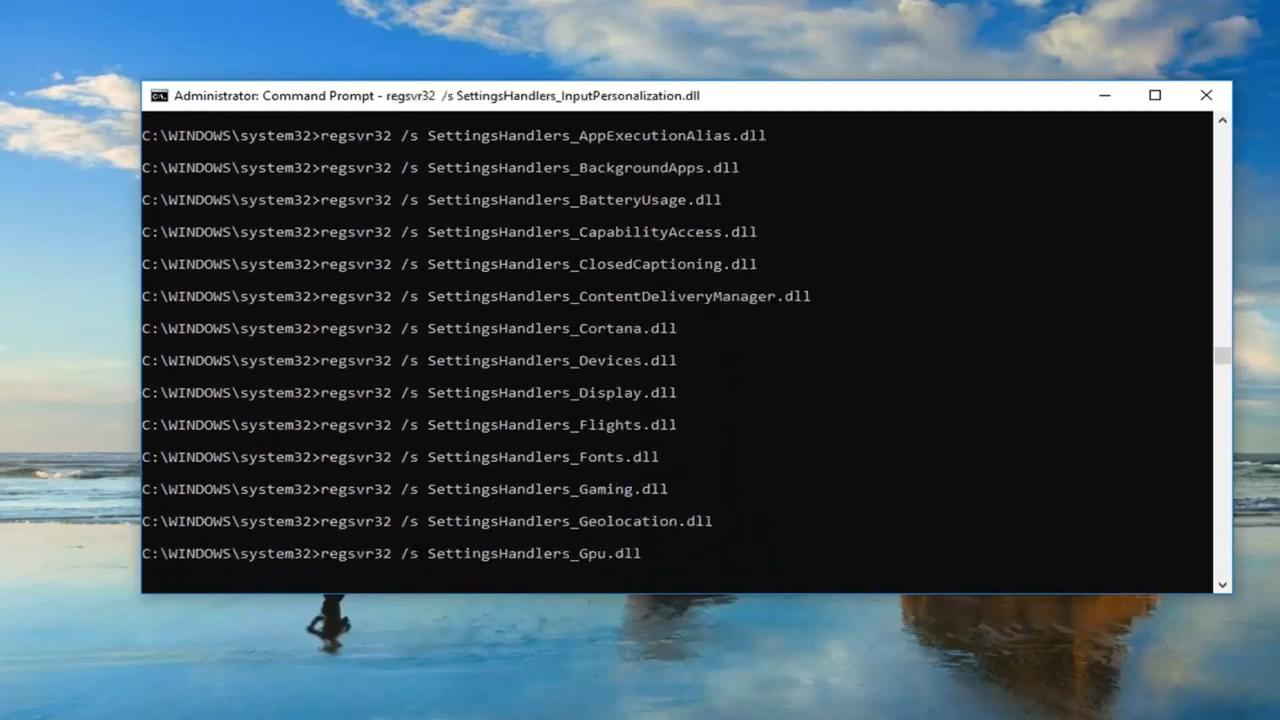 Administrator: Command Prompt - regsvr32 /s SettingsHandlers_InputPersonalization.dll
C:\WINDOWS\system32>regsvr32 /s SettingsHandlers_AppExecutionAlias.dll
C:\WINDOWS\system32>regsvr32 /s SettingsHandlers_BackgroundApps.dll
C:\WINDOWS\system32>regsvr32 /s SettingsHandlers_BatteryUsage.dll
C:\WINDOWS\system32>regsvr32 /s SettingsHandlers_CapabilityAccess.dll
C:\WINDOWS\system32>regsvr32 /s SettingsHandlers_ClosedCaptioning.dll
C:\WINDOWS\system32>regsvr32 /s SettingsHandlers_ContentDeliveryManager.dll
C:\WINDOWS\system32>regsvr32 /s SettingsHandlers_Cortana.dll
C:\WINDOWS\system32>regsvr32 /s SettingsHandlers_Devices.dll
C:\WINDOWS\system32>regsvr32 /s SettingsHandlers_Display.dll
C:\WINDOWS\system32>regsvr32 /s SettingsHandlers_Flights.dll
C:\WINDOWS\system32>regsvr32 /s SettingsHandlers_Fonts.dll
C:\WINDOWS\system32>regsvr32 /s SettingsHandlers_Gaming.dll
C:\WINDOWS\system32>regsvr32 /s SettingsHandlers_Geolocation.dll
C:\WINDOWS\system32>regsvr32 /s SettingsHandlers_Gpu.dll